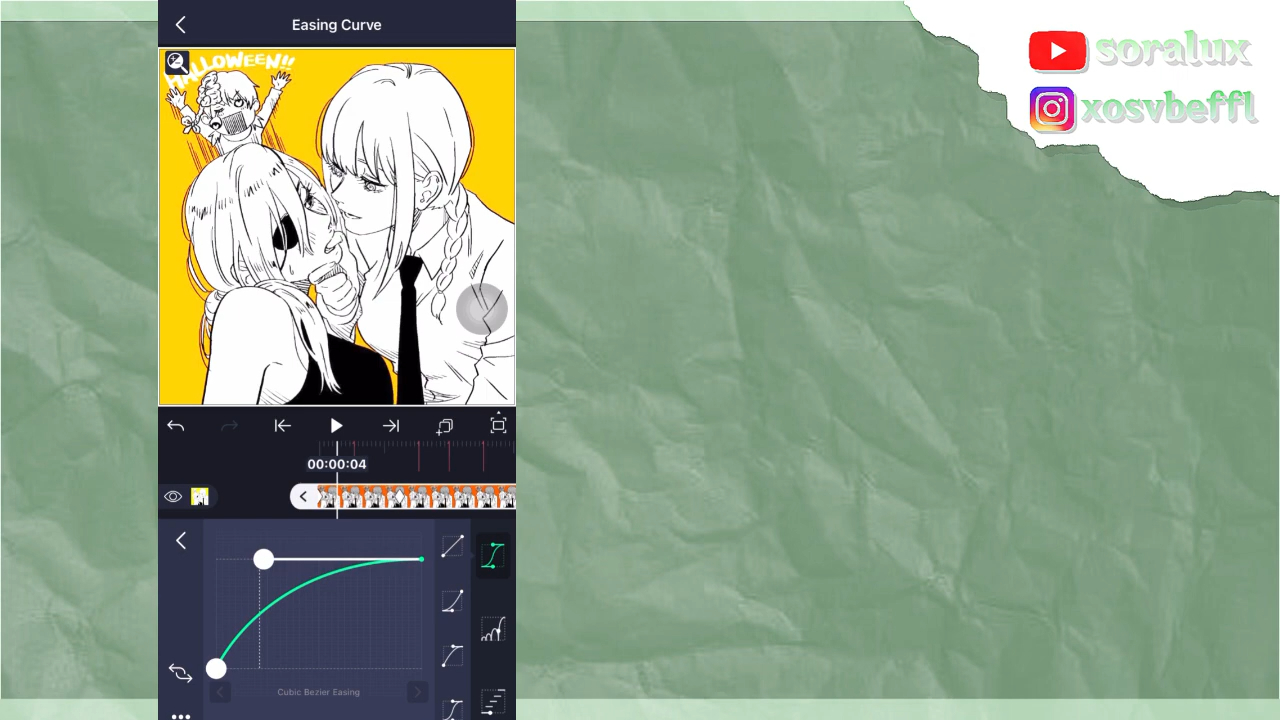 Easing Curve
HALLOWEEN!!
00:00:04
Cubic Bezier Easing
soralux
xosvbeffl